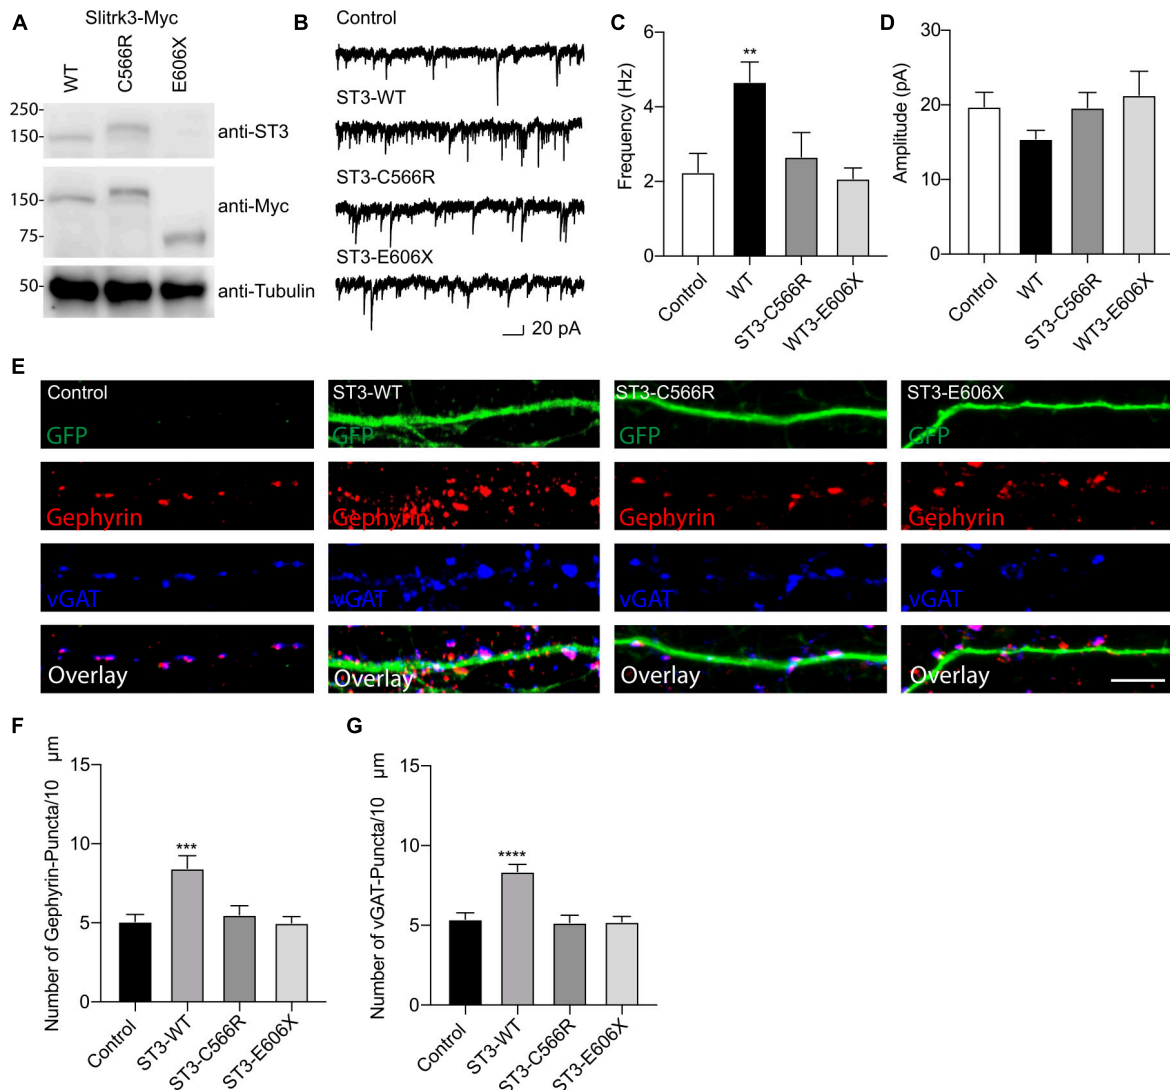 A
Slitrk3-Myc
WT
C566R
E606X
250
150
anti-ST3
150
75
anti-Myc
50
anti-Tubulin
B
Control
ST3-WT
ST3-C566R
ST3-E606X
20 pA
C
Frequency (Hz)
6
4
2
0
**
Control
WT
ST3-C566R
WT3-E606X
D
Amplitude (pA)
30
20
10
0
Control
WT
ST3-C566R
WT3-E606X
E
Control
GFP
Gephyrin
vGAT
Overlay
ST3-WT
GFP
Gephyrin
vGAT
Overlay
ST3-C566R
GFP
Gephyrin
vGAT
Overlay
ST3-E606X
GFP
Gephyrin
vGAT
Overlay
F
Number of Gephyrin-Puncta/10 µm
15
10
5
0
***
Control
ST3-WT
ST3-C566R
ST3-E606X
G
Number of vGAT-Puncta/10 µm
15
10
5
0
****
Control
ST3-WT
ST3-C566R
ST3-E606X